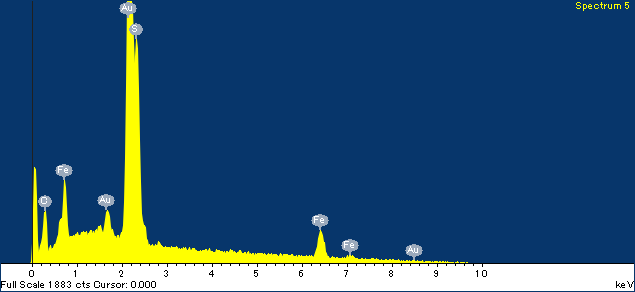 Spectrum 5
Au
S
Fe
Au
Fe
Fe
Au
0 1 2 3 4 5 6 7 8 9 10
Full Scale 1883 cts Cursor: 0.000 keV